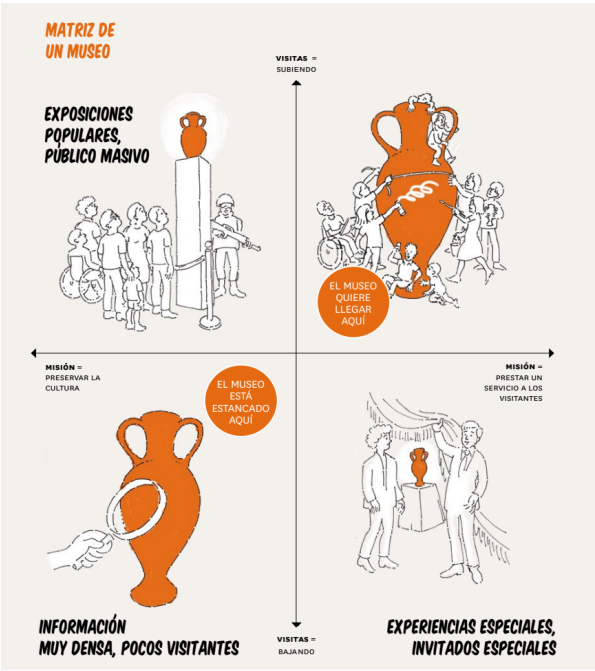 MATRIZ DE
UN MUSEO
VISITAS =
SUBIENDO
EXPOSICIONES
POPULARES,
PÚBLICO MASIVO
EL MUSEO
QUIERE
LLEGAR
AQUÍ
MISIÓN =
PRESERVAR LA
CULTURA
MISIÓN =
PRESTAR UN
SERVICIO A LOS
VISITANTES
EL MUSEO
ESTÁ
ESTANCADO
AQUÍ
INFORMACIÓN
MUY DENSA, POCOS VISITANTES
VISITAS =
BAJANDO
EXPERIENCIAS ESPECIALES,
INVITADOS ESPECIALES